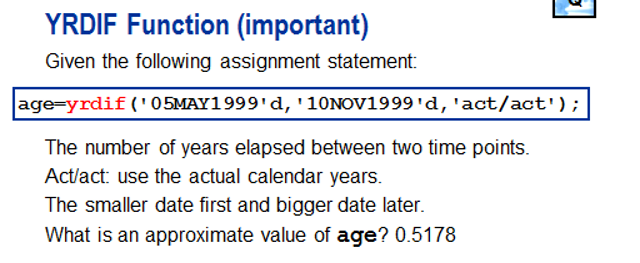 YRDIF Function (important)
Given the following assignment statement:
age=yrdif('05MAY1999'd,'10NOV1999'd,'act/act');
The number of years elapsed between two time points.
Act/act: use the actual calendar years.
The smaller date first and bigger date later.
What is an approximate value of age? 0.5178